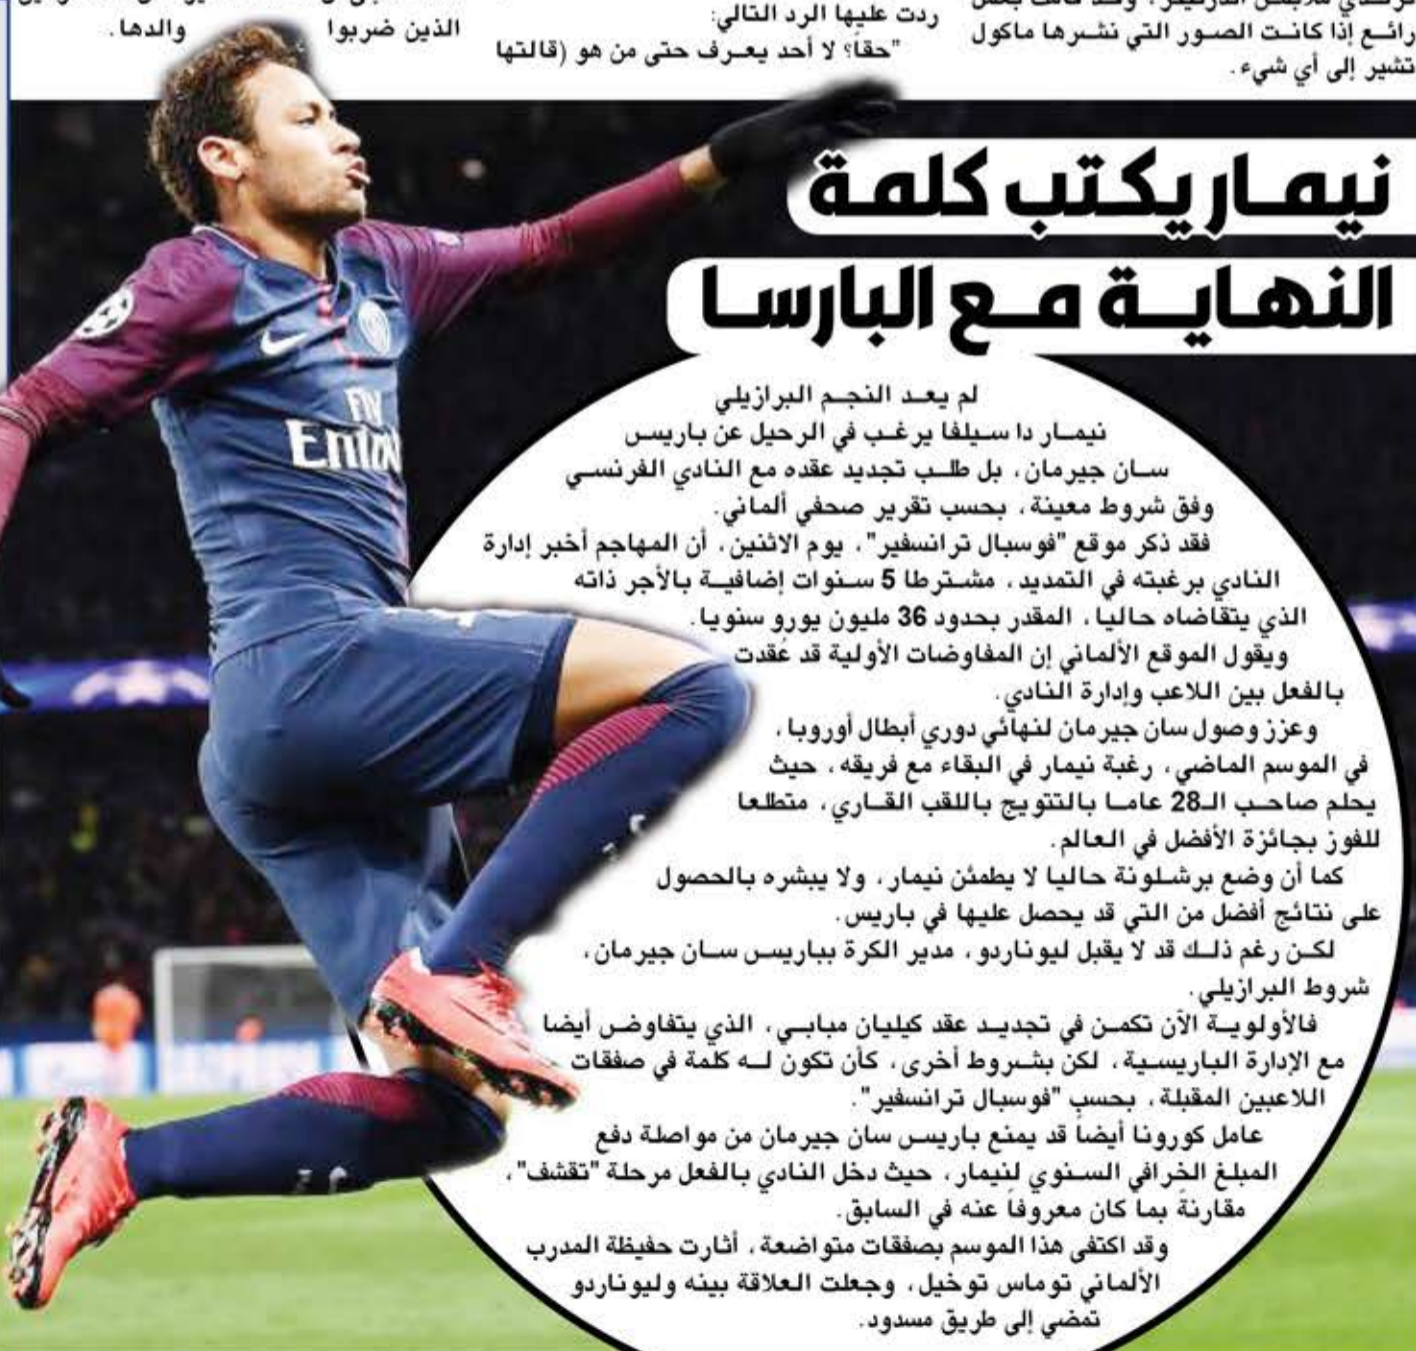 رائع إذا كانت الصور التي نشرها ماكول
تشير إلى أي شيء.
ردت عليها الرد التالي:
"حقاً؟ لا أحد يعرف حتى من هو (قالتها
الذين ضربوا والدها.
نيمار يكتب كلمة
النهاية مع البارسا
لم يعد النجم البرازيلي
نيمار دا سيلفا يرغب في الرحيل عن باريس
سان جيرمان، بل طلب تجديد عقده مع النادي الفرنسي
وفق شروط معينة، بحسب تقرير صحفي ألماني.
فقد ذكر موقع "فوسبال ترانسفير"، يوم الاثنين، أن المهاجم أخبر إدارة
النادي برغبته في التمديد، مشترطا 5 سنوات إضافية بالأجر ذاته
الذي يتقاضاه حاليا، المقدر بحدود 36 مليون يورو سنويا.
ويقول الموقع الألماني إن المفاوضات الأولية قد عُقدت
بالفعل بين اللاعب وإدارة النادي.
وعزز وصول سان جيرمان لنهائي دوري أبطال أوروبا،
في الموسم الماضي، رغبة نيمار في البقاء مع فريقه، حيث
يحلم صاحب الـ28 عاما بالتتويج باللقب القاري، متطلعا
للفوز بجائزة الأفضل في العالم.
كما أن وضع برشلونة حاليا لا يطمئن نيمار، ولا يبشره بالحصول
على نتائج أفضل من التي قد يحصل عليها في باريس.
لكن رغم ذلك قد لا يقبل ليوناردو، مدير الكرة بباريس سان جيرمان،
شروط البرازيلي.
فالأولوية الآن تكمن في تجديد عقد كيليان مبابي، الذي يتفاوض أيضا
مع الإدارة الباريسية، لكن بشروط أخرى، كأن تكون له كلمة في صفقات
اللاعبين المقبلة، بحسب "فوسبال ترانسفير".
عامل كورونا أيضاً قد يمنع باريس سان جيرمان من مواصلة دفع
المبلغ الخرافي السنوي لنيمار، حيث دخل النادي بالفعل مرحلة "تقشف"،
مقارنةً بما كان معروفاً عنه في السابق.
وقد اكتفى هذا الموسم بصفقات متواضعة، أثارت حفيظة المدرب
الألماني توماس توخيل، وجعلت العلاقة بينه وليوناردو
تمضي إلى طريق مسدود.
Fly